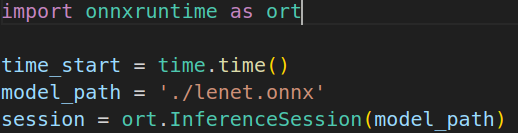 import onnxruntime as ort
time_start = time.time()
model_path = './lenet.onnx'
session = ort.InferenceSession(model_path)